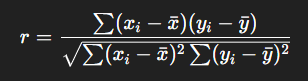 r = ∑(xᵢ − x̄)(yᵢ − ȳ) / √∑(xᵢ − x̄)² ∑(yᵢ − ȳ)²